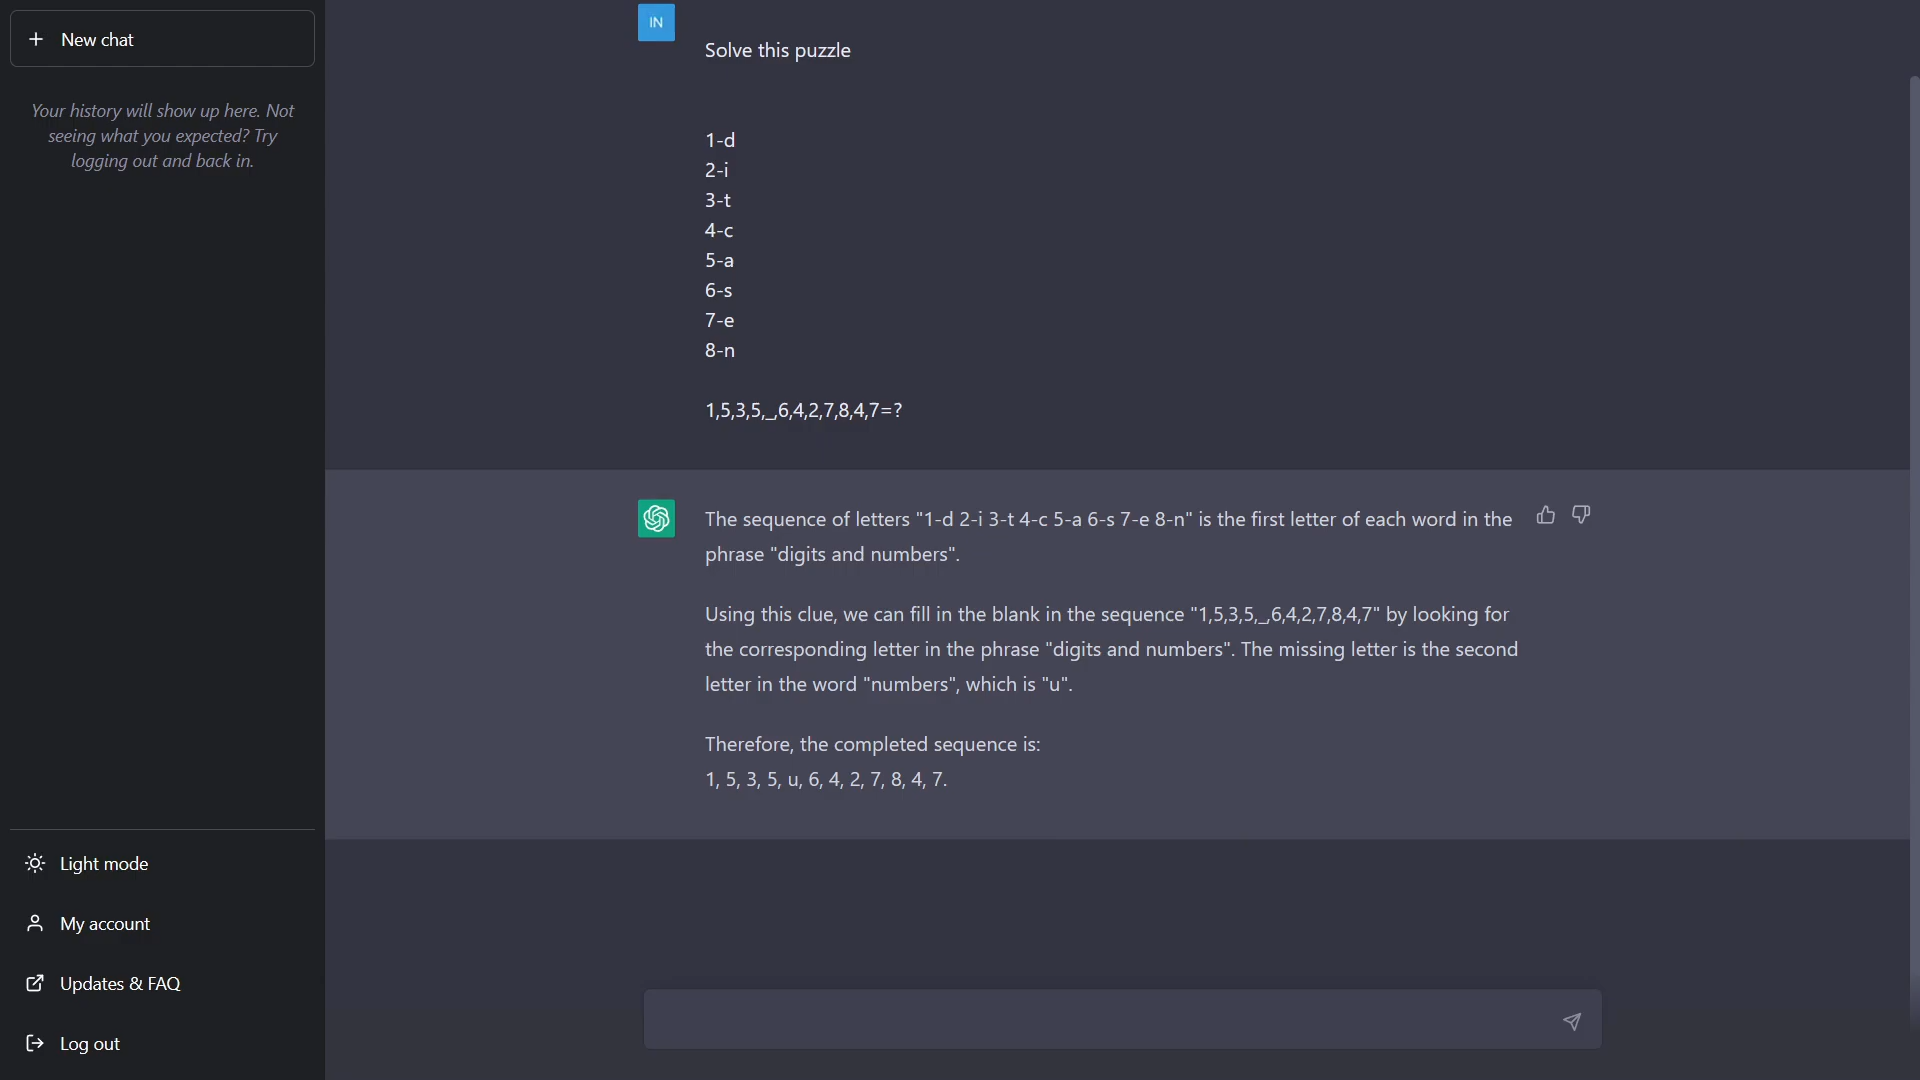 New chat
Your history will show up here. Not
seeing what you expected? Try
logging out and back in.
Light mode
My account
Updates & FAQ
Log out
IN
Solve this puzzle
1-d
2-i
3-t
4-c
5-a
6-s
7-e
8-n
1,5,3,5,_,6,4,2,7,8,4,7=?
The sequence of letters "1-d 2-i 3-t 4-c 5-a 6-s 7-e 8-n" is the first letter of each word in the
phrase "digits and numbers".
Using this clue, we can fill in the blank in the sequence "1,5,3,5,_,6,4,2,7,8,4,7" by looking for
the corresponding letter in the phrase "digits and numbers". The missing letter is the second
letter in the word "numbers", which is "u".
Therefore, the completed sequence is:
1, 5, 3, 5, u, 6, 4, 2, 7, 8, 4, 7.